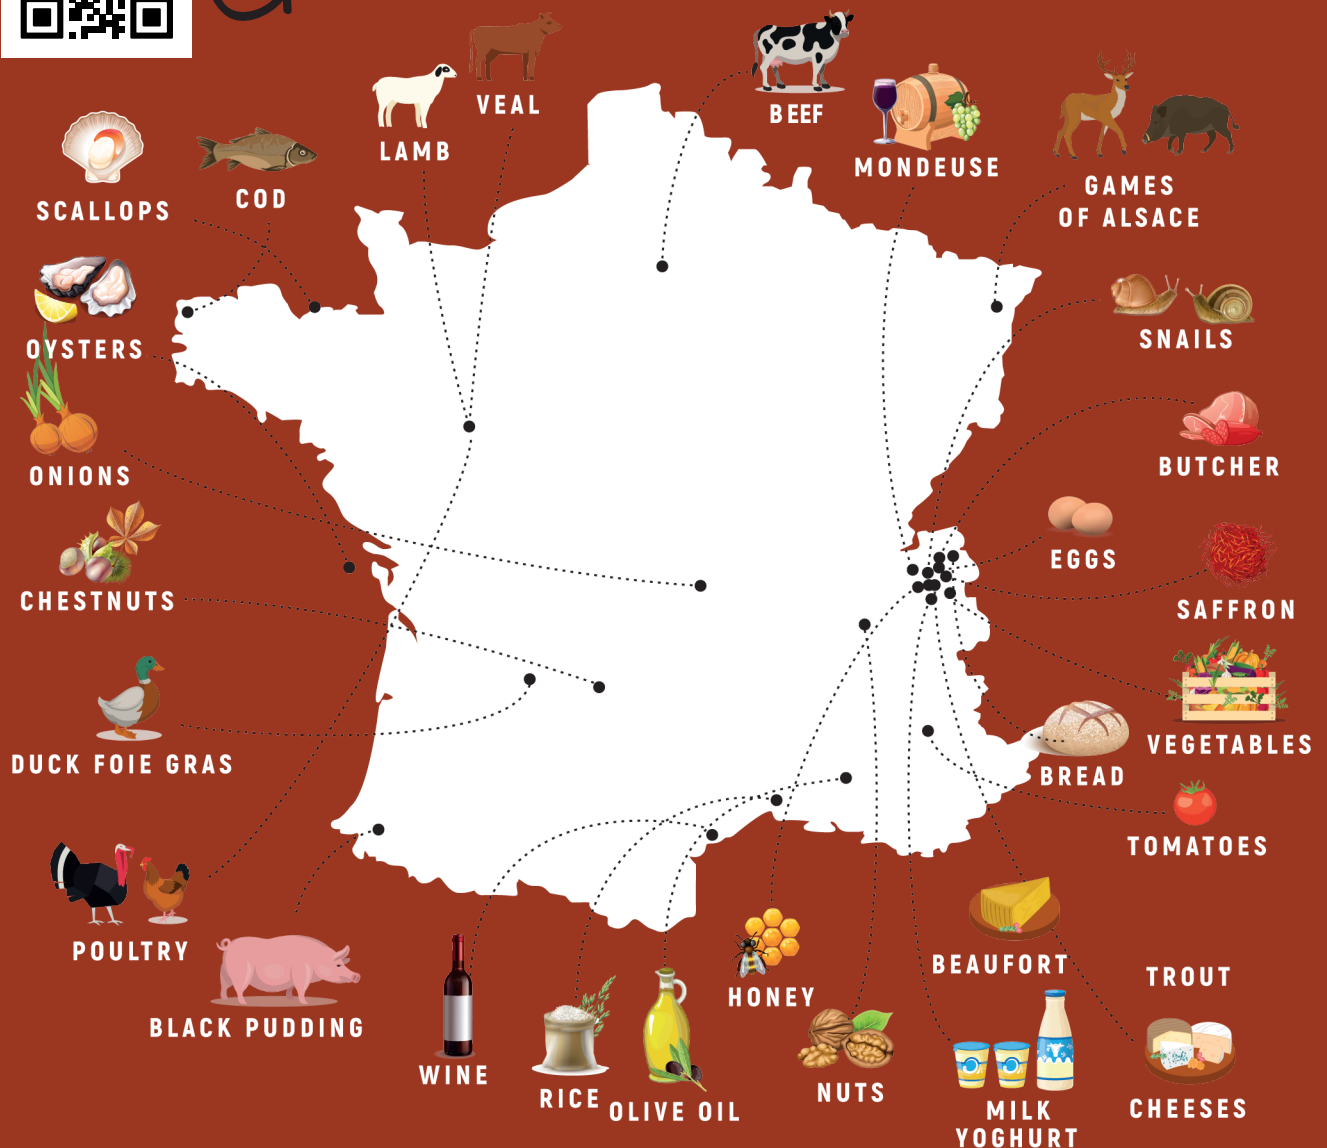 VEAL
BEEF
LAMB
MONDEUSE
GAMES
OF ALSACE
COD
SCALLOPS
SNAILS
OYSTERS
BUTCHER
ONIONS
EGGS
CHESTNUTS
SAFFRON
VEGETABLES
DUCK FOIE GRAS
BREAD
TOMATOES
POULTRY
BEAUFORT
TROUT
HONEY
BLACK PUDDING
WINE
NUTS
RICE
OLIVE OIL
MILK
YOGHURT
CHEESES